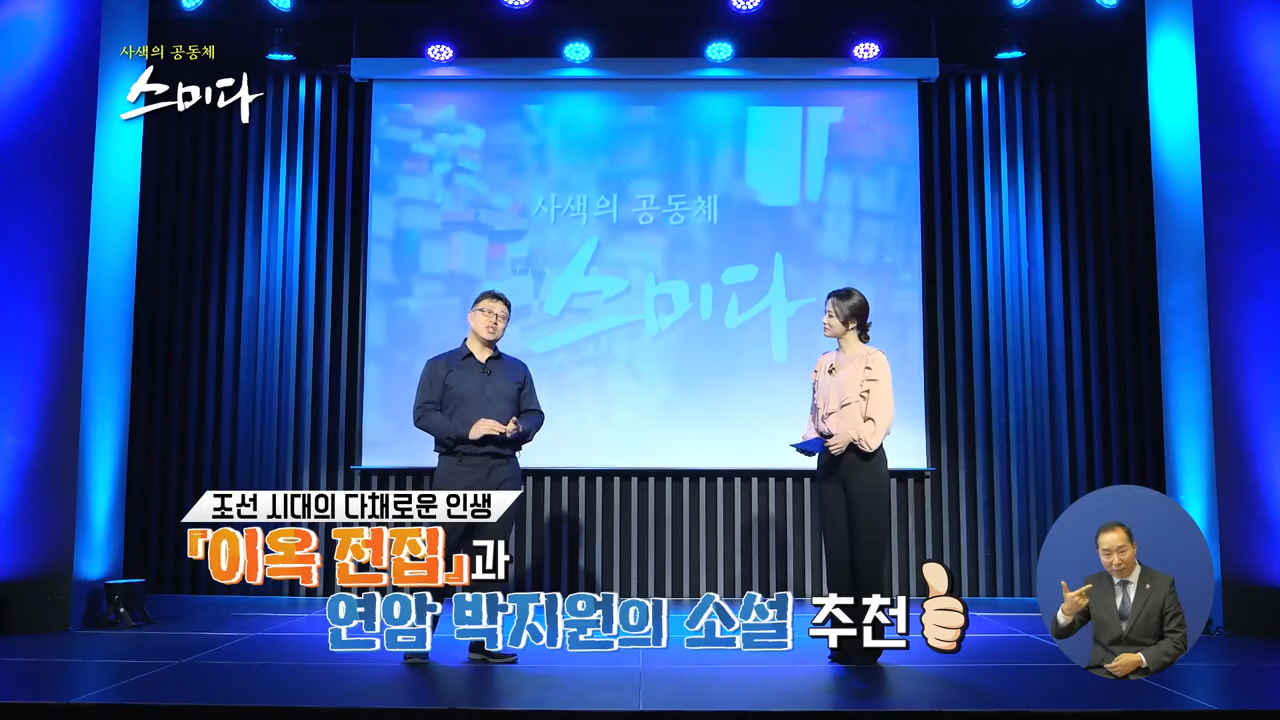 사색의 공동체
스미다
사색의 공동체
스미다
조선 시대의 다채로운 인생
『이옥 전집』과
연암 박지원의 소설 추천